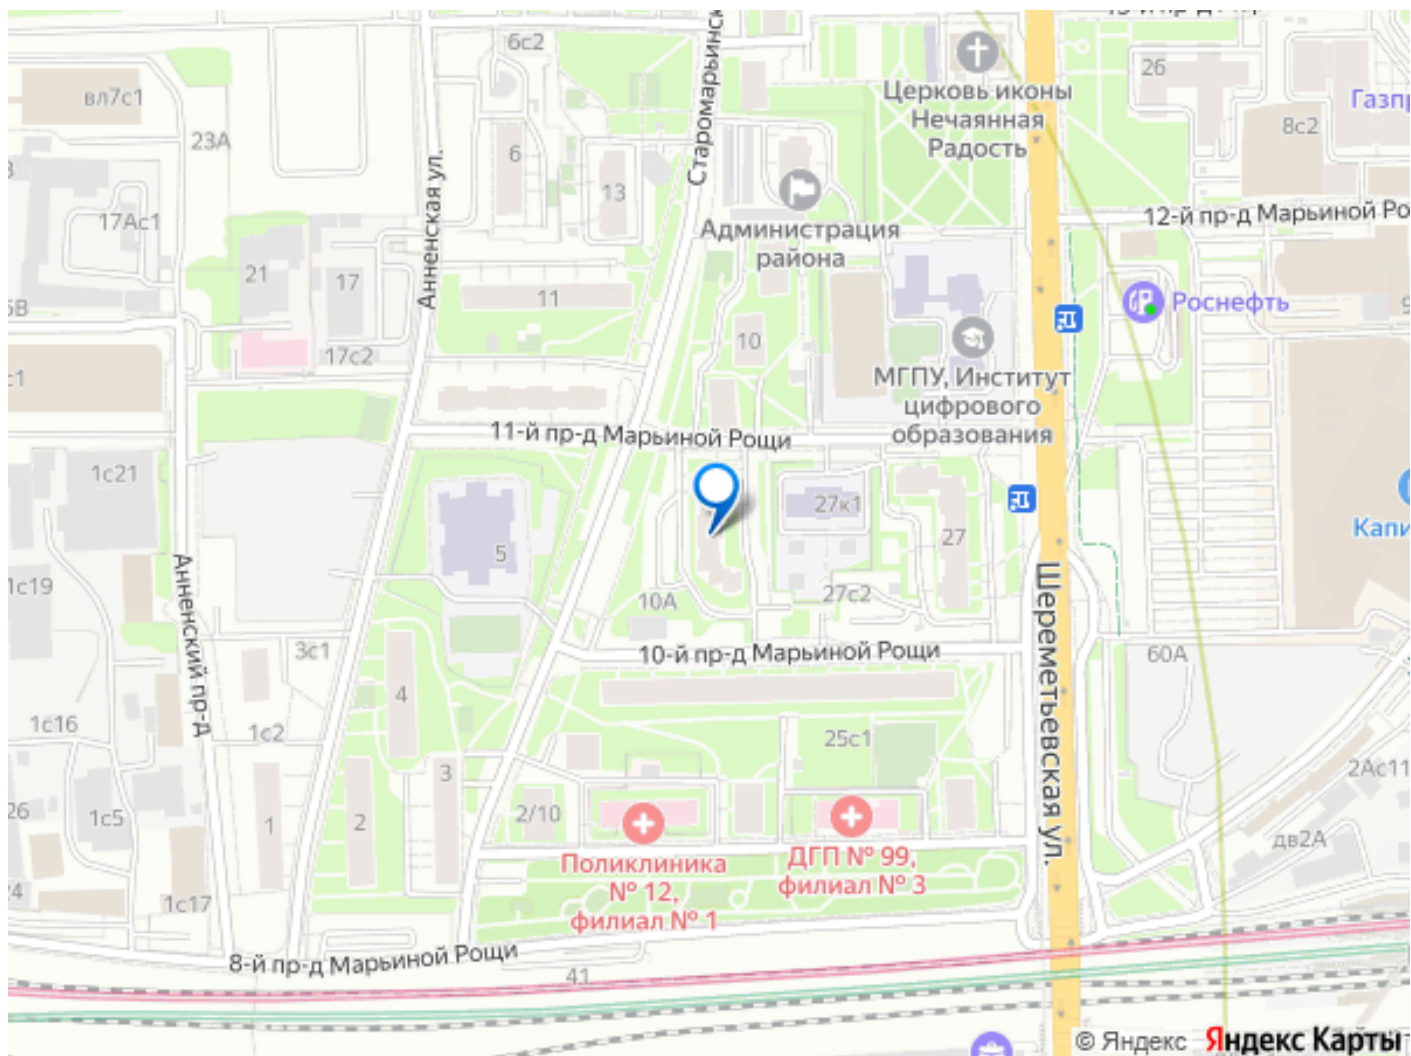 6с2
26
вл7с1
Церковь иконы
Нечаянная
Радость
Газпр
8с2
23А
6
Анненская ул.
Старомарьинск
13
17Ас1
12-й пр-д Марьиной Ро
Администрация
района
21
17
11
Роснефть
10
17с2
МГПУ, Институт
цифрового
образования
11-й пр-д Марьиной Рощи
1с21
27к1
27
Капи
5
1с19
10А
27с2
Анненский пр-д
Шереметьевская ул.
3с1
10-й пр-д Марьиной Рощи
60А
4
1с16
1с2
25с1
3
2Ас11
26
1с5
1
2
2/10
дв2А
Поликлиника
№ 12,
филиал № 1
ДГП № 99,
филиал № 3
24
1с17
8-й пр-д Марьиной Рощи
41
© Яндекс Яндекс Карты